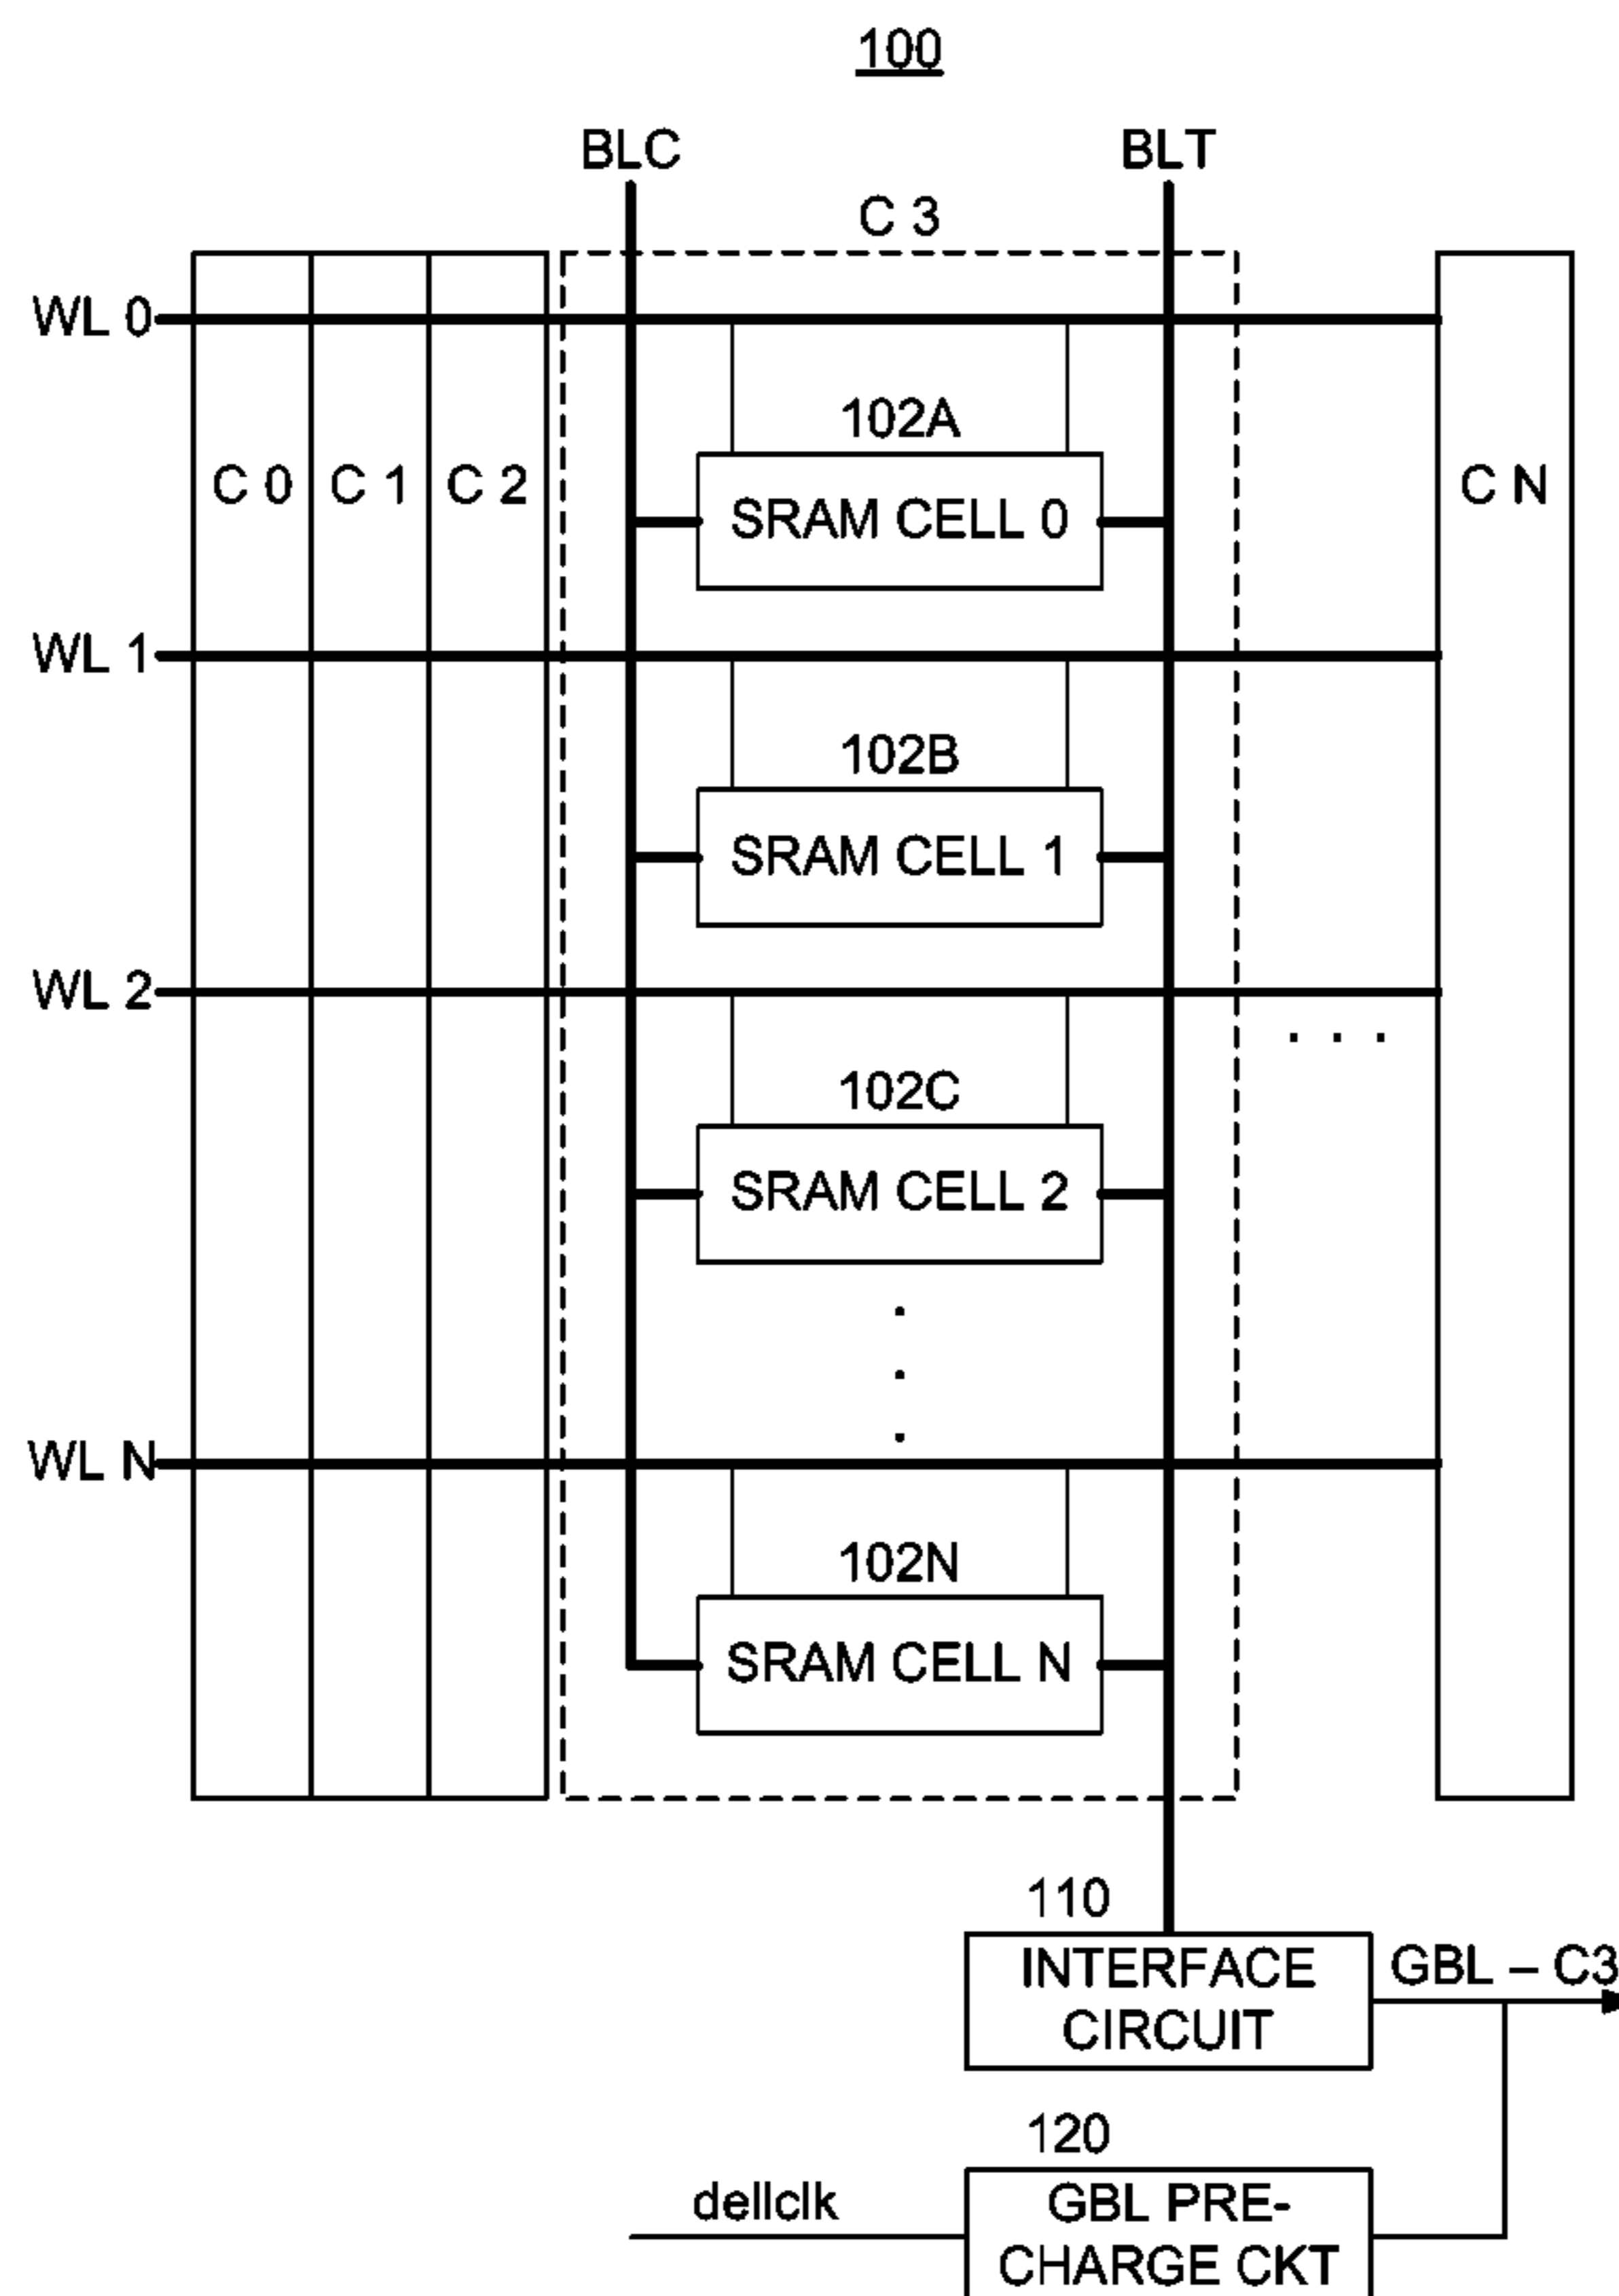 100
BLC BLT
C 3
WL 0
102A
C 0 C 1 C 2 C N
SRAM CELL 0
WL 1
102B
SRAM CELL 1
WL 2
. . .
102C
SRAM CELL 2
.
.
.
WL N
102N
SRAM CELL N
110
INTERFACE
CIRCUIT
GBL – C3
120
dellclk
GBL PRE-
CHARGE CKT